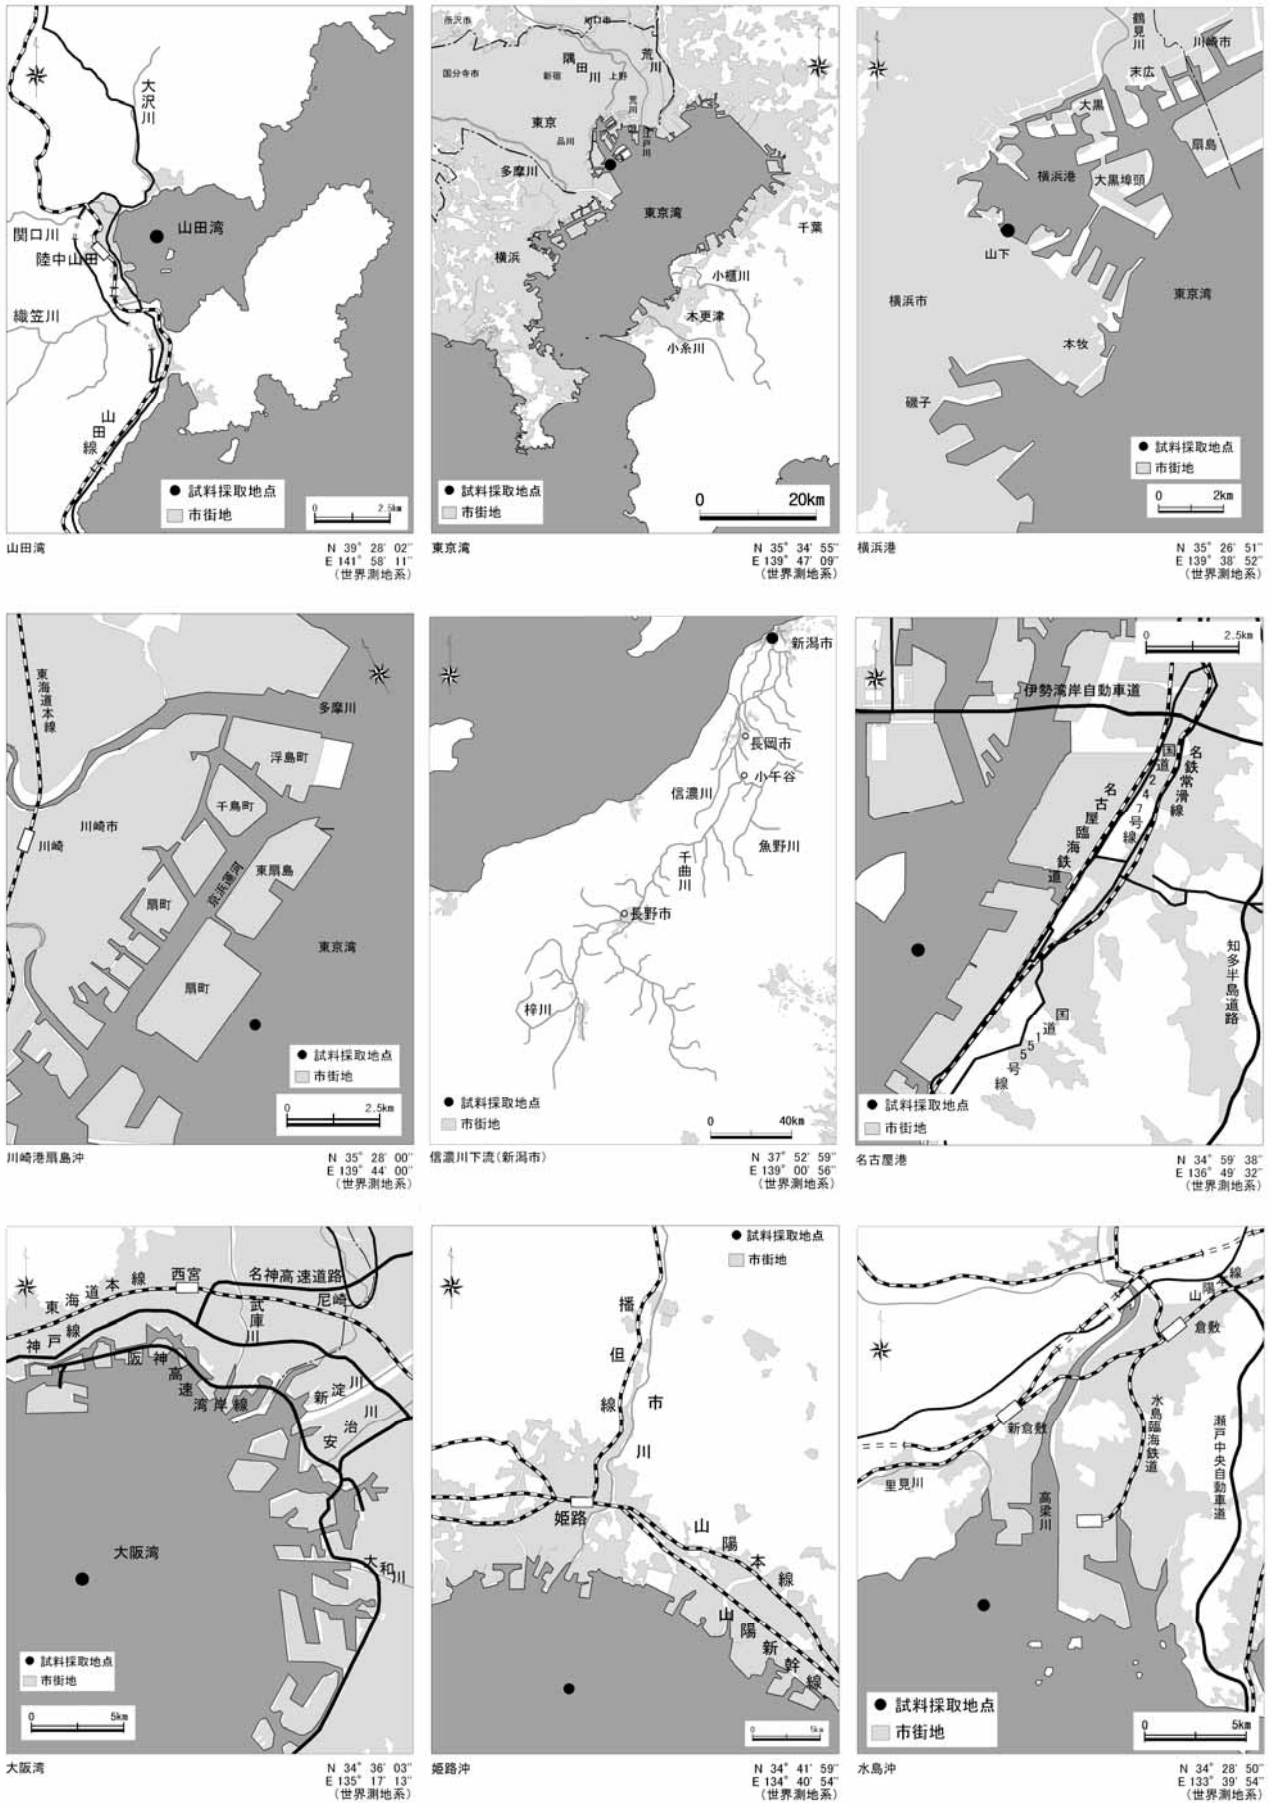 大沢川
山田湾
関口川
陸中山田
織笠川
山田線
試料採取地点
市街地
0 2.5km
山田湾
N 39° 28′ 02″
E 141° 58′ 11″
(世界測地系)
所沢市
川口市
隅田川
荒川
国分寺市
新宿
上野
東京
品川
荒川
江戸川
多摩川
東京湾
千葉
横浜
小櫃川
木更津
小糸川
試料採取地点
市街地
0 20km
東京湾
N 35° 34′ 55″
E 139° 47′ 09″
(世界測地系)
鶴見川
川崎市
末広
大黒
扇島
横浜港
大黒埠頭
山下
横浜市
東京湾
本牧
磯子
試料採取地点
市街地
0 2km
横浜港
N 35° 26′ 51″
E 139° 38′ 52″
(世界測地系)
東海道本線
多摩川
浮島町
千鳥町
川崎市
川崎
東扇島
京浜運河
扇町
東京湾
扇町
試料採取地点
市街地
0 2.5km
川崎港扇島沖
N 35° 28′ 00″
E 139° 44′ 00″
(世界測地系)
新潟市
長岡市
小千谷
信濃川
魚野川
千曲川
長野市
梓川
試料採取地点
市街地
0 40km
信濃川下流(新潟市)
N 37° 52′ 59″
E 139° 00′ 56″
(世界測地系)
0 2.5km
伊勢湾岸自動車道
国道247号線
名鉄常滑線
名古屋臨海鉄道
知多半島道路
国道155号線
試料採取地点
市街地
名古屋港
N 34° 59′ 38″
E 136° 49′ 32″
(世界測地系)
東海道本線
西宮
名神高速道路
尼崎
武庫川
神戸線
阪神高速湾岸線
新淀川
安治川
大阪湾
大和川
試料採取地点
市街地
0 5km
大阪湾
N 34° 36′ 03″
E 135° 17′ 13″
(世界測地系)
試料採取地点
市街地
播但線
市川
姫路
山陽本線
山陽新幹線
0 5km
姫路沖
N 34° 41′ 59″
E 134° 40′ 54″
(世界測地系)
山陽本線
倉敷
新倉敷
水島臨海鉄道
瀬戸中央自動車道
里見川
高梁川
試料採取地点
市街地
0 5km
水島沖
N 34° 28′ 50″
E 133° 39′ 54″
(世界測地系)